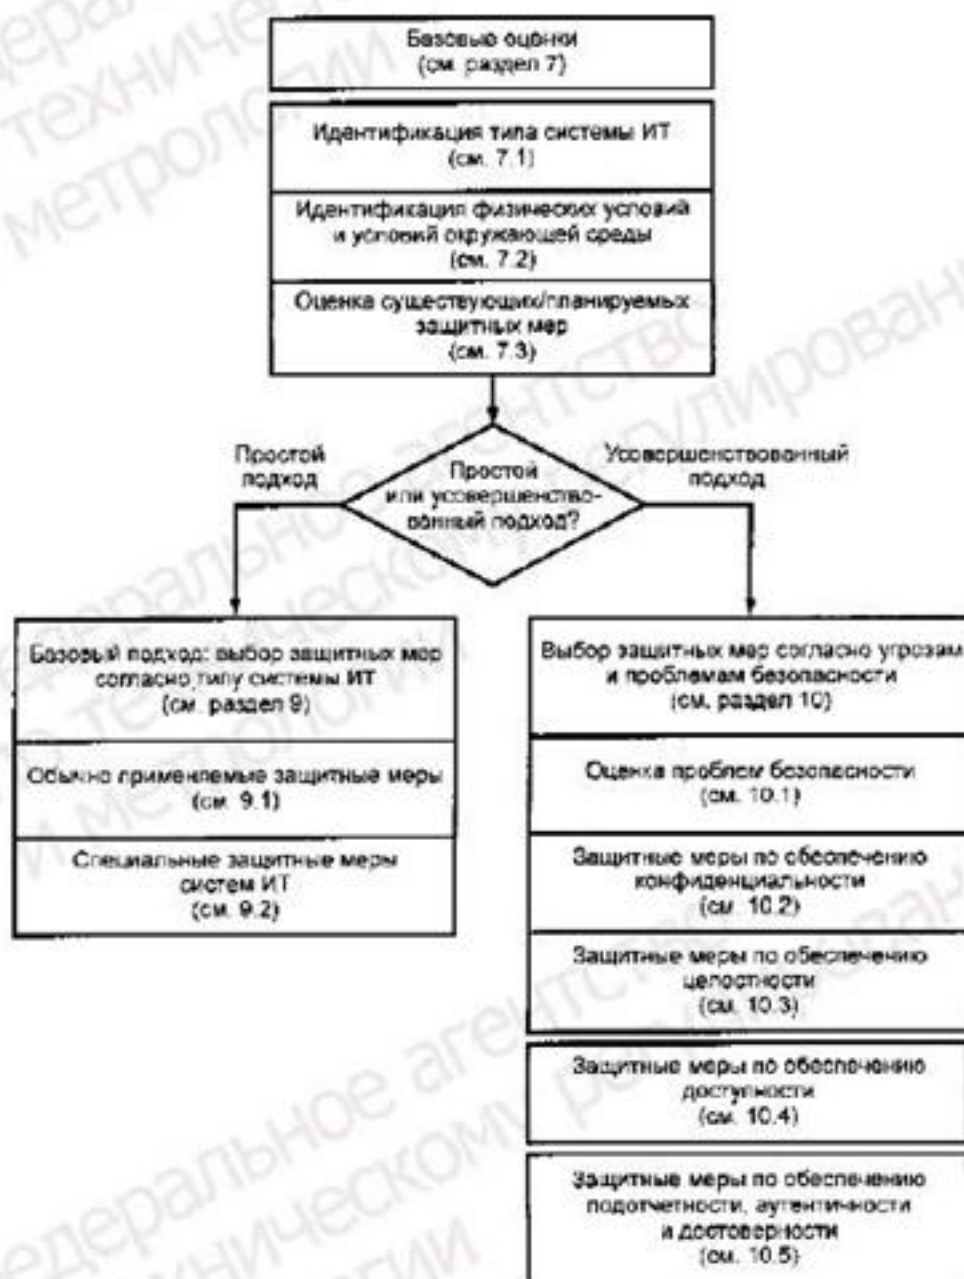 Базовые оценки
(см. раздел 7)
Идентификация типа системы ИТ
(см. 7.1)
Идентификация физических условий
и условий окружающей среды
(см. 7.2)
Оценка существующих/планируемых
защитных мер
(см. 7.3)
Простой
подход
Простой
или усовершенство-
ванный подход?
Усовершенствованный
подход
Базовый подход: выбор защитных мер
согласно типу системы ИТ
(см. раздел 9)
Обычно применяемые защитные меры
(см. 9.1)
Специальные защитные меры
систем ИТ
(см. 9.2)
Выбор защитных мер согласно угрозам
и проблемам безопасности
(см. раздел 10)
Оценка проблем безопасности
(см. 10.1)
Защитные меры по обеспечению
конфиденциальности
(см. 10.2)
Защитные меры по обеспечению
целостности
(см. 10.3)
Защитные меры по обеспечению
доступности
(см. 10.4)
Защитные меры по обеспечению
подотчетности, аутентичности
и достоверности
(см. 10.5)